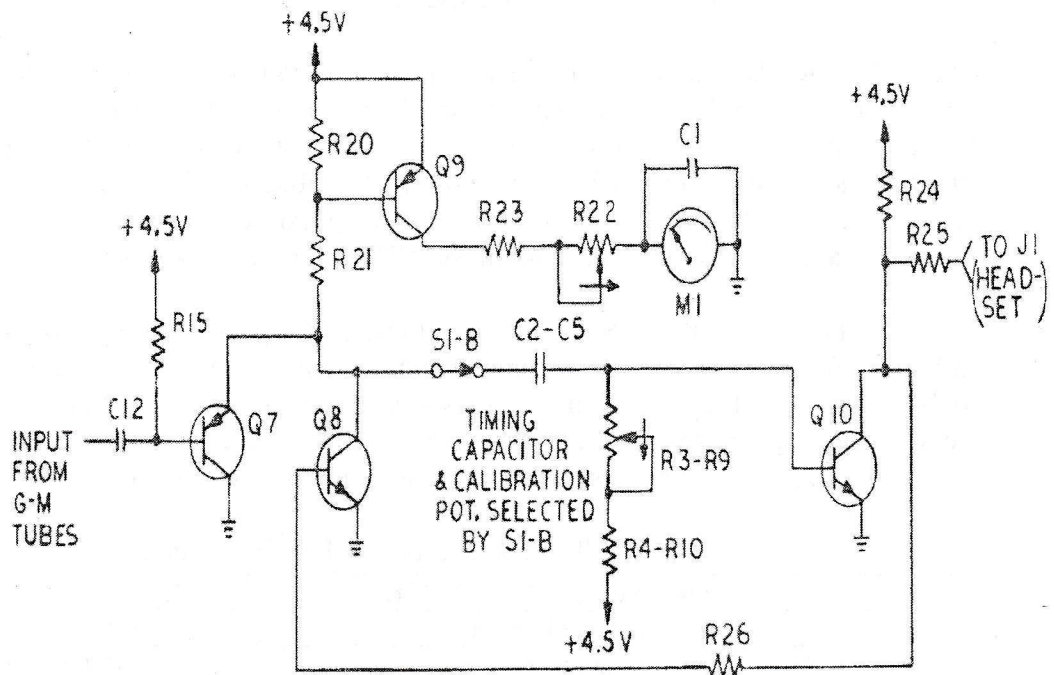 +4.5V
R20
Q9
R21
R23
R22
C1
M1
+4.5V
R24
R25
TO J1
(HEAD-
SET)
+4.5V
R15
C12
Q7
INPUT
FROM
G-M
TUBES
Q8
S1-B
C2-C5
TIMING
CAPACITOR
& CALIBRATION
POT. SELECTED
BY S1-B
R3-R9
R4-R10
+4.5V
Q10
R26